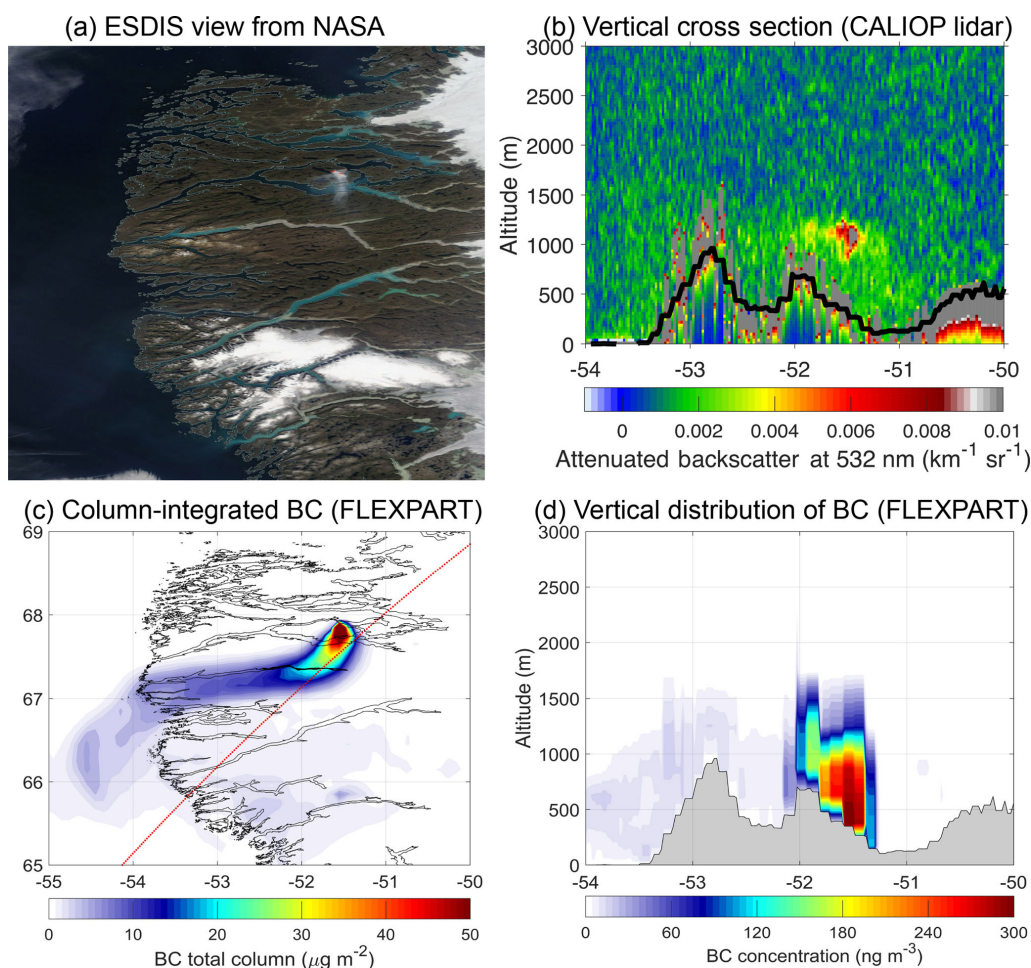 (a) ESDIS view from NASA
(b) Vertical cross section (CALIOP lidar)
3000
2500
2000
1500
1000
500
0
Altitude (m)
-54 -53 -52 -51 -50
0 0.002 0.004 0.006 0.008 0.01
Attenuated backscatter at 532 nm (km⁻¹ sr⁻¹)
(c) Column-integrated BC (FLEXPART)
69
68
67
66
65
-55 -54 -53 -52 -51 -50
0 10 20 30 40 50
BC total column (μg m⁻²)
(d) Vertical distribution of BC (FLEXPART)
3000
2500
2000
1500
1000
500
0
Altitude (m)
-54 -53 -52 -51 -50
0 60 120 180 240 300
BC concentration (ng m⁻³)